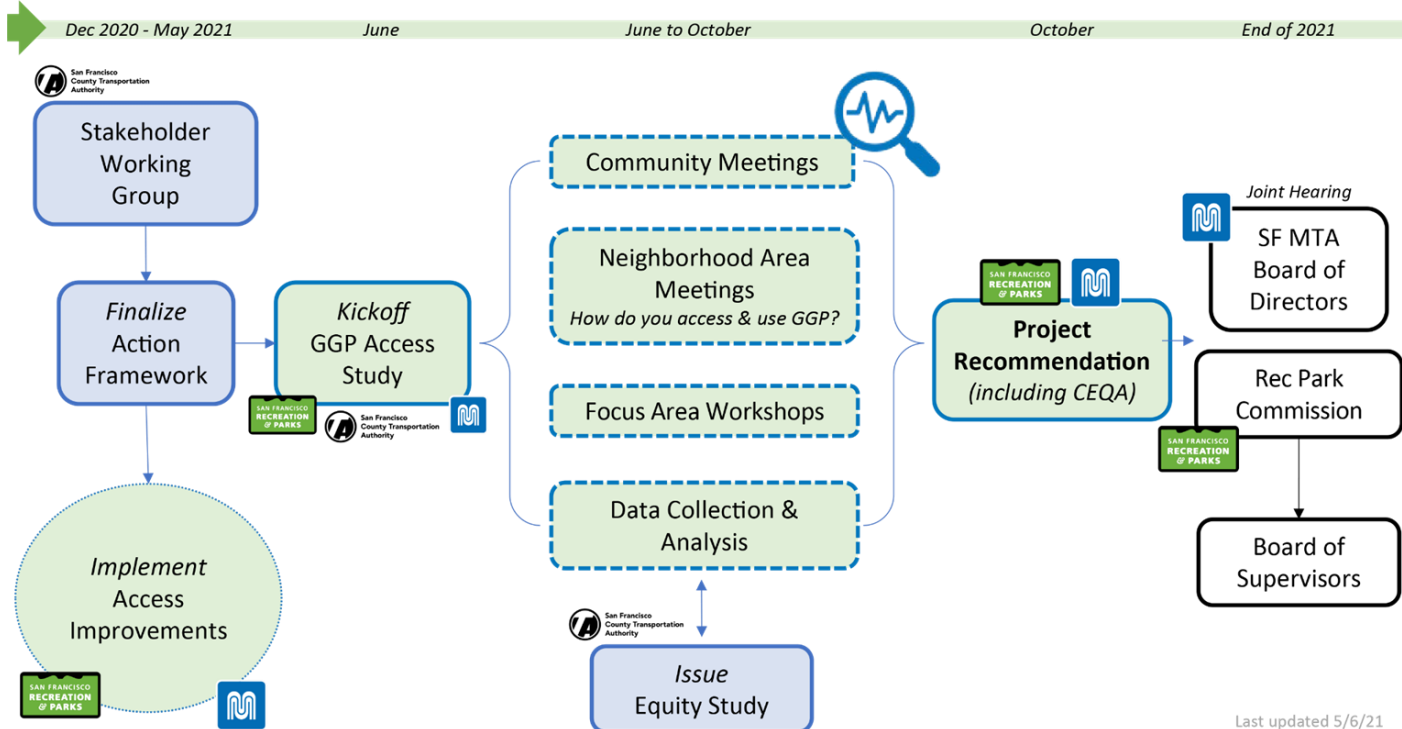 Dec 2020 - May 2021
June
June to October
October
End of 2021
San Francisco
County Transportation
Authority
Stakeholder
Working
Group
Finalize
Action
Framework
Implement
Access
Improvements
SAN FRANCISCO
RECREATION
& PARKS
Kickoff
GGP Access
Study
SAN FRANCISCO
RECREATION
& PARKS
San Francisco
County Transportation
Authority
Community Meetings
Neighborhood Area
Meetings
How do you access & use GGP?
Focus Area Workshops
Data Collection &
Analysis
San Francisco
County Transportation
Authority
Issue
Equity Study
SAN FRANCISCO
RECREATION
& PARKS
Project
Recommendation
(including CEQA)
Joint Hearing
SF MTA
Board of
Directors
Rec Park
Commission
SAN FRANCISCO
RECREATION
& PARKS
Board of
Supervisors
Last updated 5/6/21